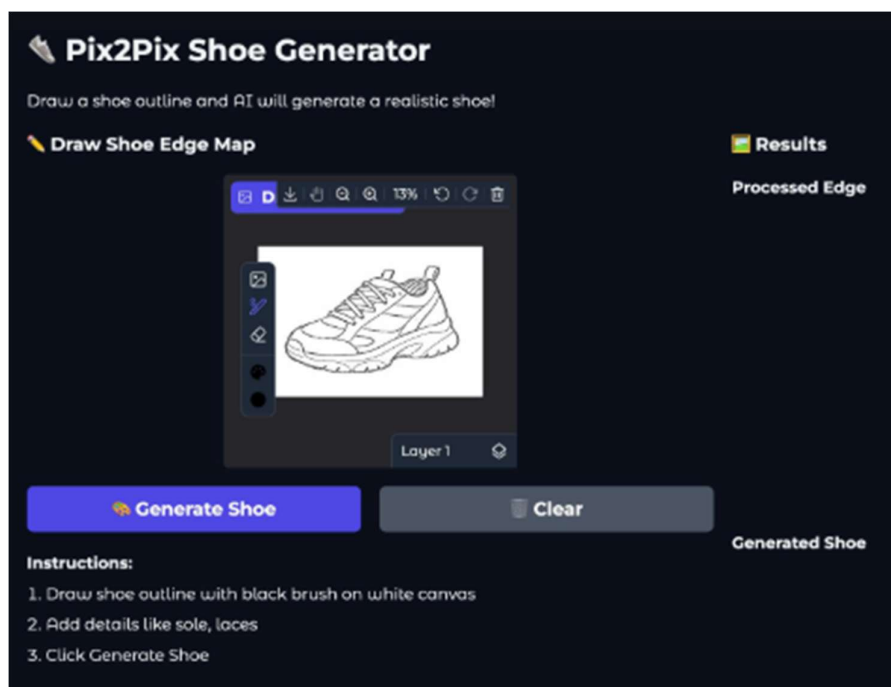 Pix2Pix Shoe Generator
Draw a shoe outline and AI will generate a realistic shoe!
Draw Shoe Edge Map
Results
D
13%
Processed Edge
Layer 1
Generate Shoe
Clear
Generated Shoe
Instructions:
1. Draw shoe outline with black brush on white canvas
2. Add details like sole, laces
3. Click Generate Shoe